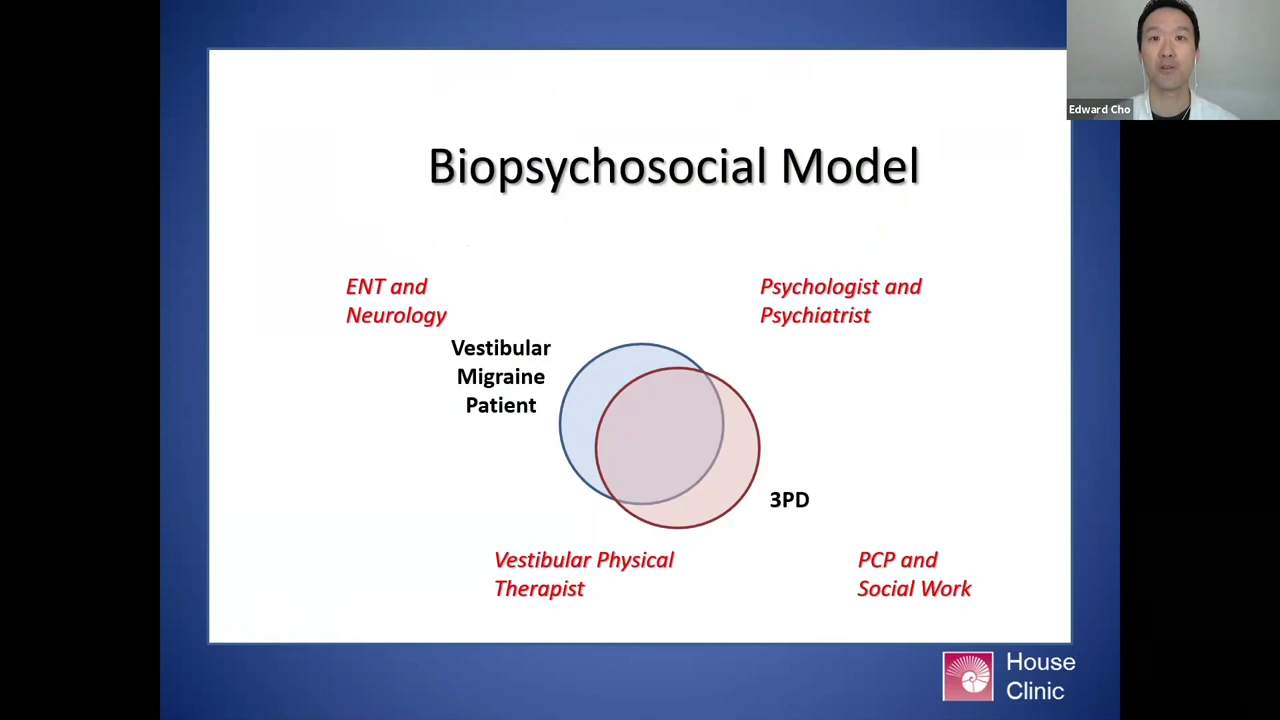 Edward Cho
Biopsychosocial Model
ENT and
Neurology
Psychologist and
Psychiatrist
Vestibular
Migraine
Patient
3PD
Vestibular Physical
Therapist
PCP and
Social Work
House
Clinic